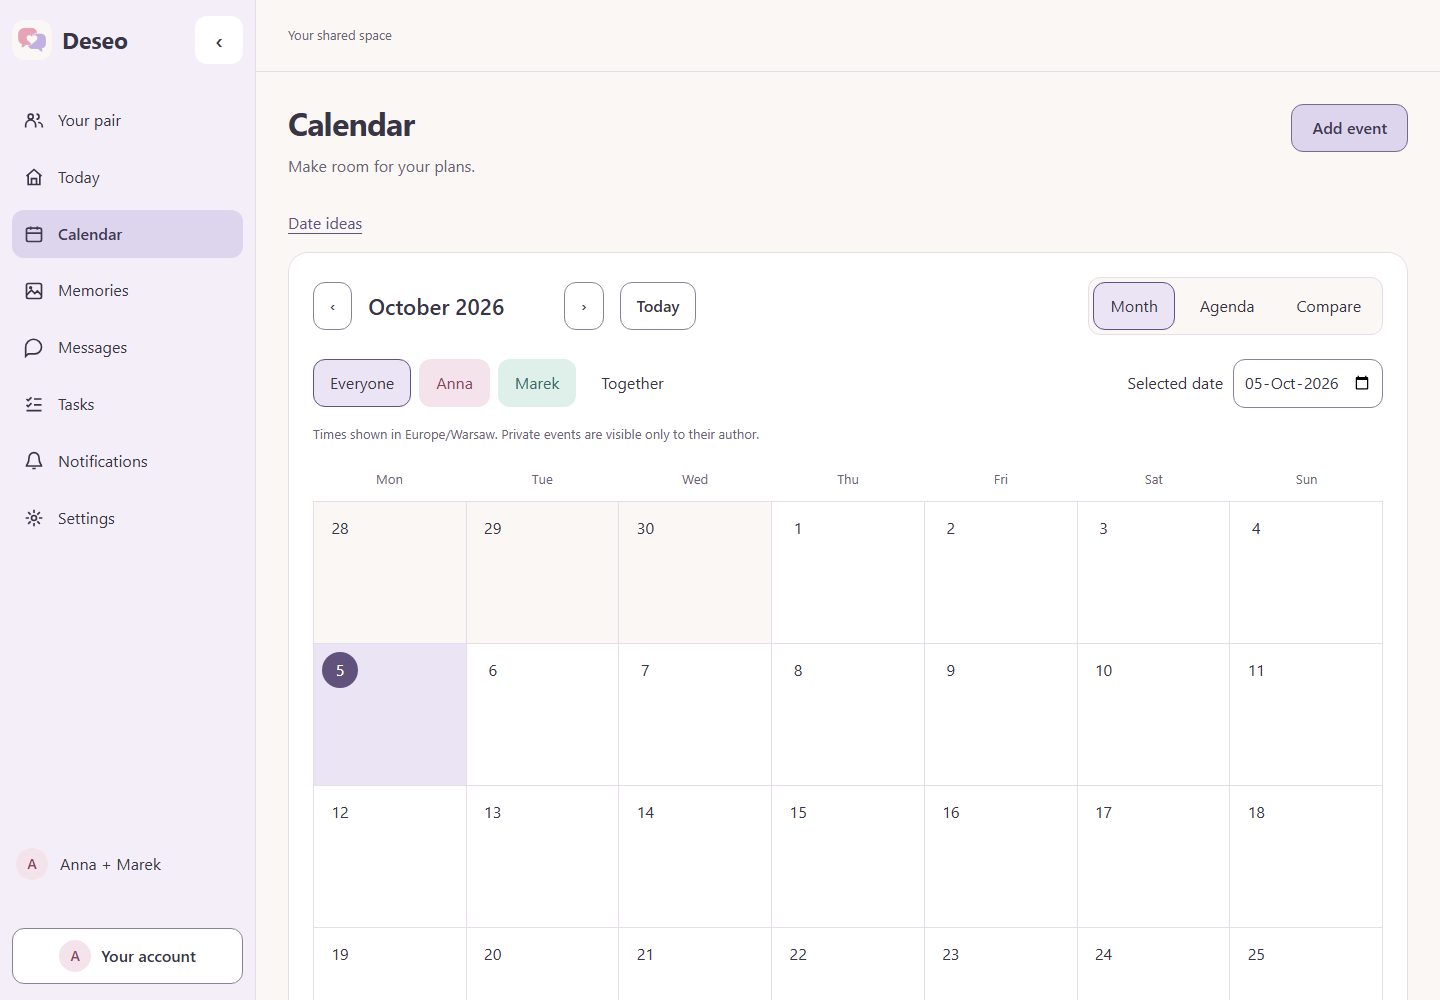 Deseo
‹
Your pair
Today
Calendar
Memories
Messages
Tasks
Notifications
Settings
A Anna + Marek
A Your account
Your shared space
Calendar
Make room for your plans.
Add event
Date ideas
‹ October 2026 › Today
Month Agenda Compare
Everyone Anna Marek Together
Selected date 05-Oct-2026
Times shown in Europe/Warsaw. Private events are visible only to their author.
Mon Tue Wed Thu Fri Sat Sun
28 29 30 1 2 3 4
5 6 7 8 9 10 11
12 13 14 15 16 17 18
19 20 21 22 23 24 25